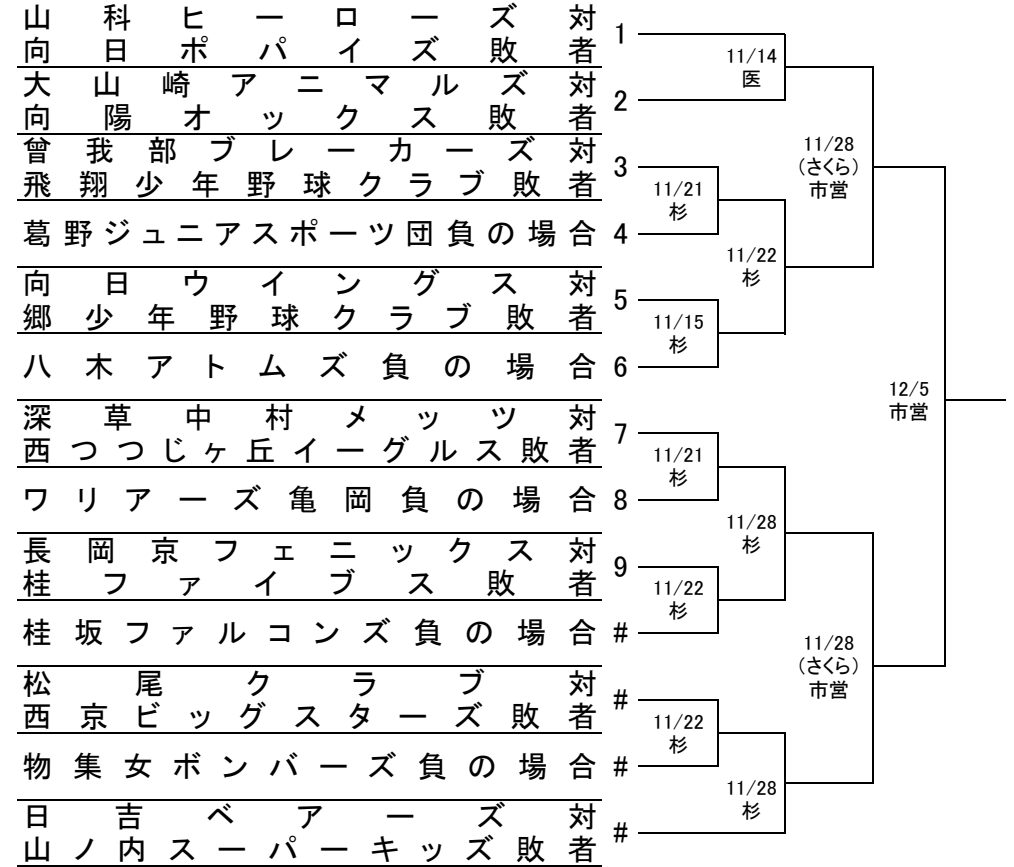 山科ヒーローズ対
向日ポパイズ敗者
1
大山崎アニマルズ対
向陽オックス敗者
2
11/14
医
曾我部ブレーカーズ対
飛翔少年野球クラブ敗者
3
葛野ジュニアスポーツ団負の場合 4
11/21
杉
11/28
(さくら)
市営
向日ウイングス対
郷少年野球クラブ敗者
5
八木アトムズ負の場合 6
11/15
杉
11/22
杉
12/5
市営
深草中村メッツ対
西つつじヶ丘イーグルス敗者
7
ワリアーズ亀岡負の場合 8
11/21
杉
長岡京フェニックス対
桂ファイブス敗者
9
桂坂ファルコンズ負の場合 #
11/22
杉
11/28
杉
松尾クラブ対
西京ビッグスターズ敗者
#
物集女ボンバーズ負の場合 #
11/22
杉
11/28
(さくら)
市営
日吉ベアーズ対
山ノ内スーパーキッズ敗者
#
11/28
杉